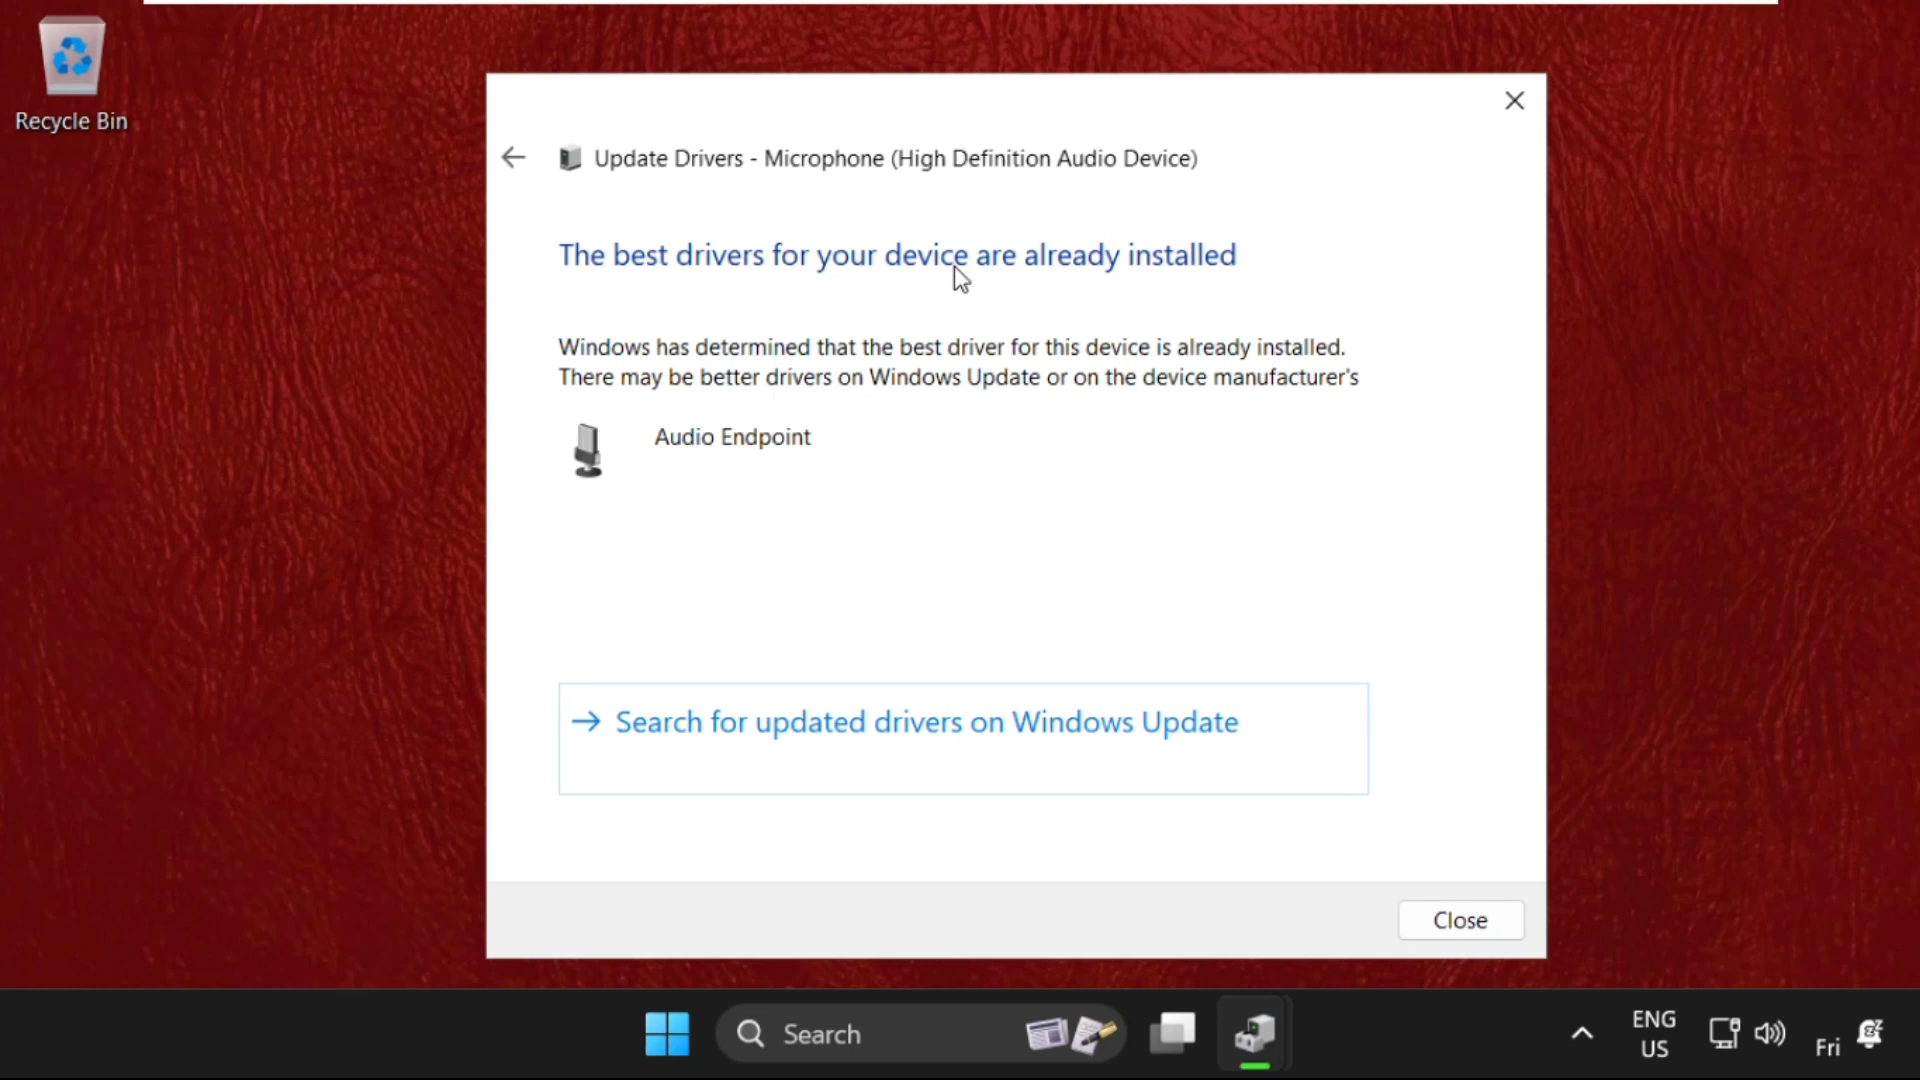 Recycle Bin
Update Drivers - Microphone (High Definition Audio Device)
The best drivers for your device are already installed
Windows has determined that the best driver for this device is already installed.
There may be better drivers on Windows Update or on the device manufacturer's
Audio Endpoint
Search for updated drivers on Windows Update
Close
Search
ENG
US
Fri